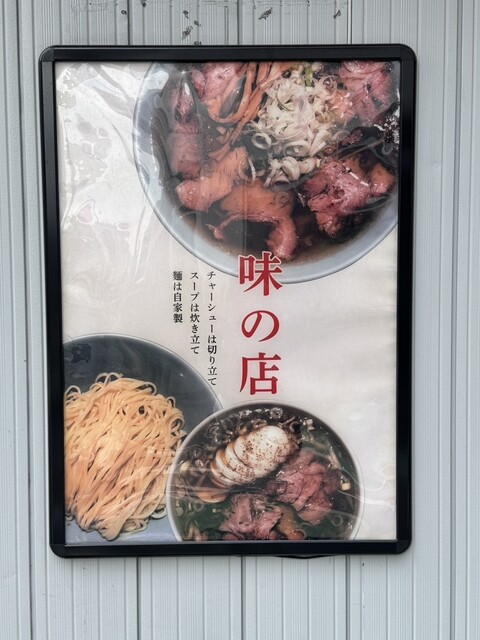 味の店
チャーシューは切り立て
スープは炊き立て
麺は自家製